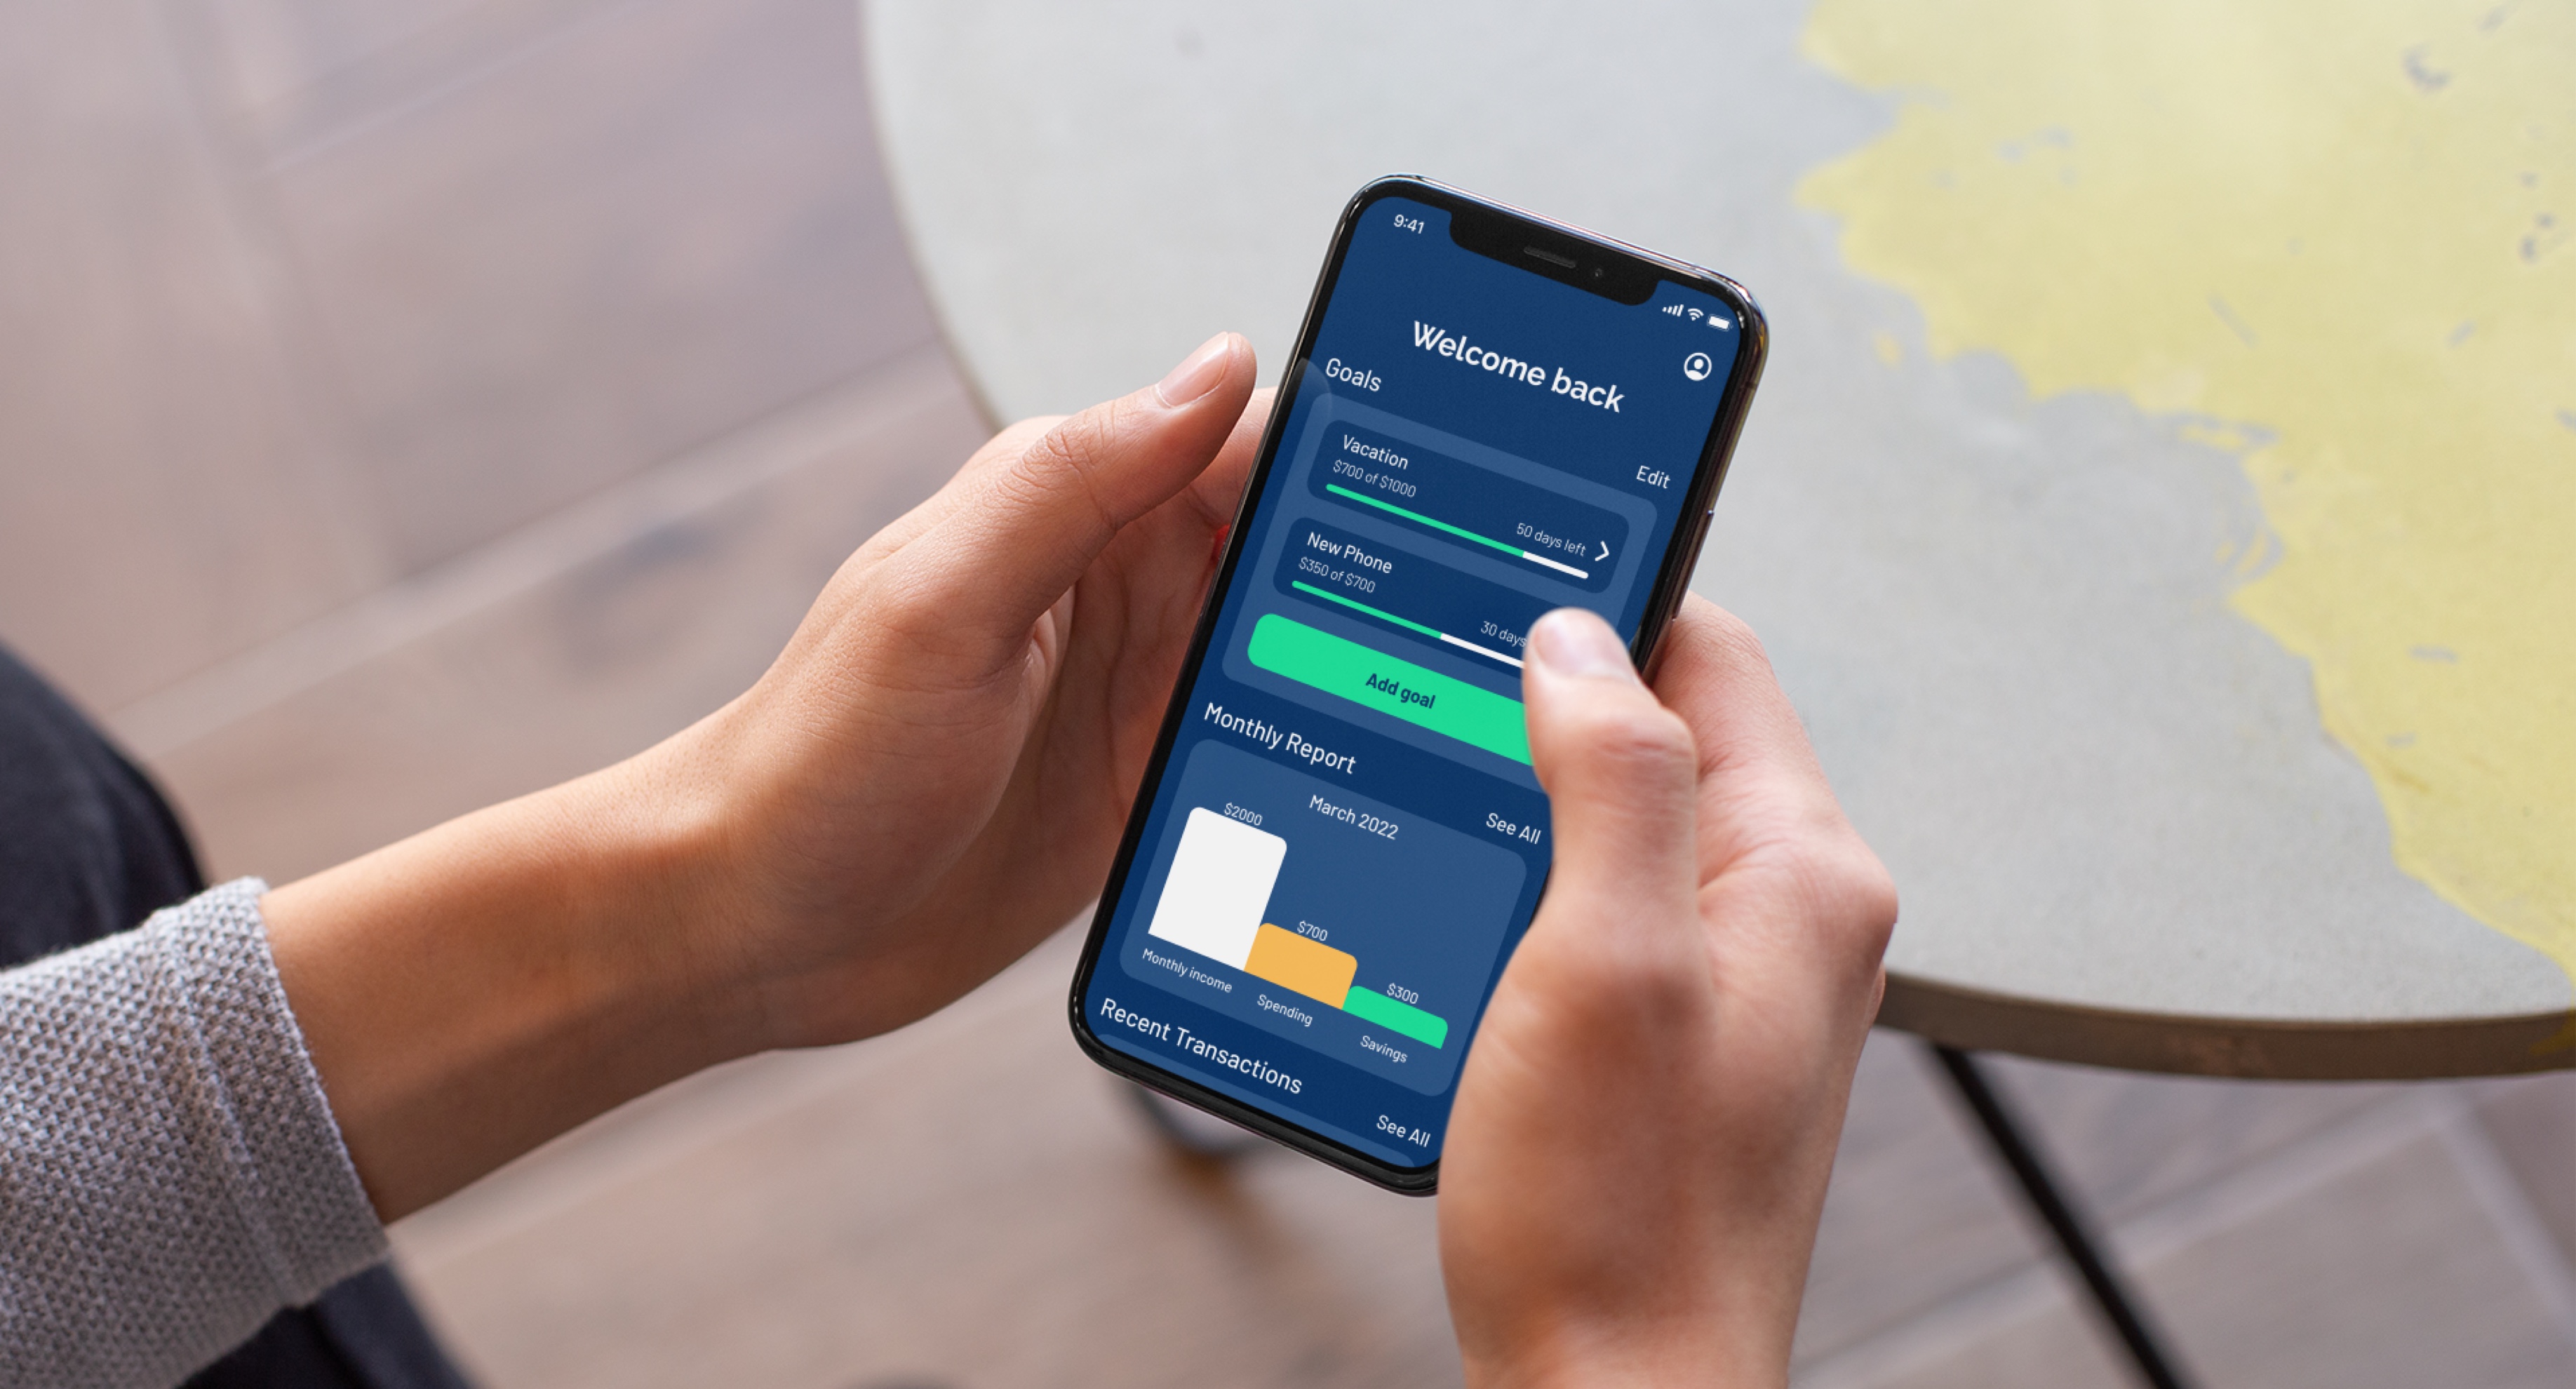 9:41
Welcome back
Goals
Edit
Vacation
$700 of $1000
50 days left
New Phone
$350 of $700
30 days
Add goal
Monthly Report
See All
March 2022
$2000
$700
$300
Monthly income
Spending
Savings
Recent Transactions
See All